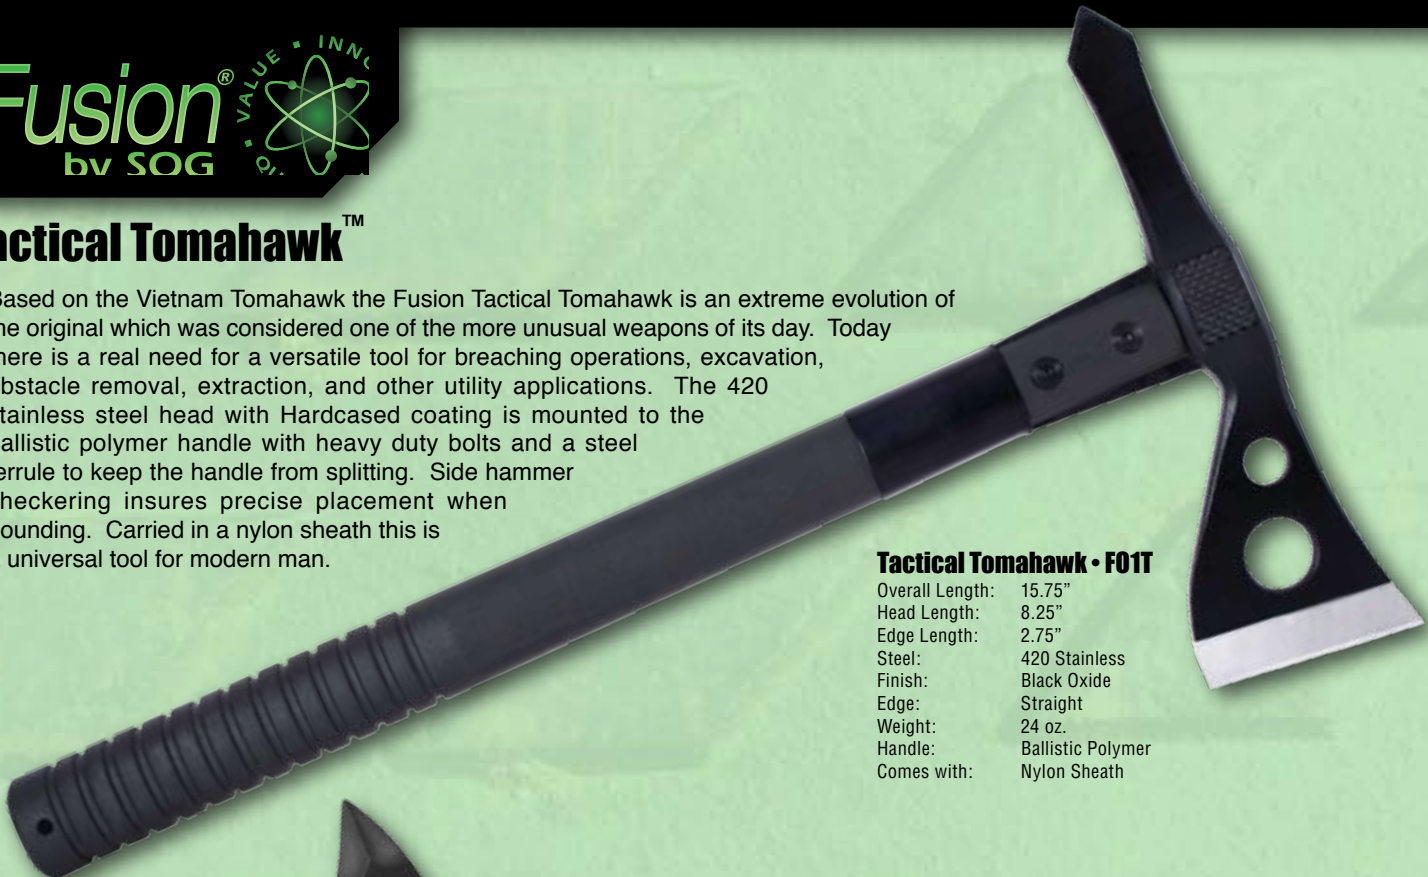 Fusion®
by SOG
VALUE • INNO
actical Tomahawk™
Based on the Vietnam Tomahawk the Fusion Tactical Tomahawk is an extreme evolution of
he original which was considered one of the more unusual weapons of its day. Today
here is a real need for a versatile tool for breaching operations, excavation,
bstacle removal, extraction, and other utility applications. The 420
tainless steel head with Hardcased coating is mounted to the
allistic polymer handle with heavy duty bolts and a steel
errule to keep the handle from splitting. Side hammer
heckering insures precise placement when
ounding. Carried in a nylon sheath this is
universal tool for modern man.
Tactical Tomahawk • F01T
Overall Length: 15.75”
Head Length: 8.25”
Edge Length: 2.75”
Steel: 420 Stainless
Finish: Black Oxide
Edge: Straight
Weight: 24 oz.
Handle: Ballistic Polymer
Comes with: Nylon Sheath